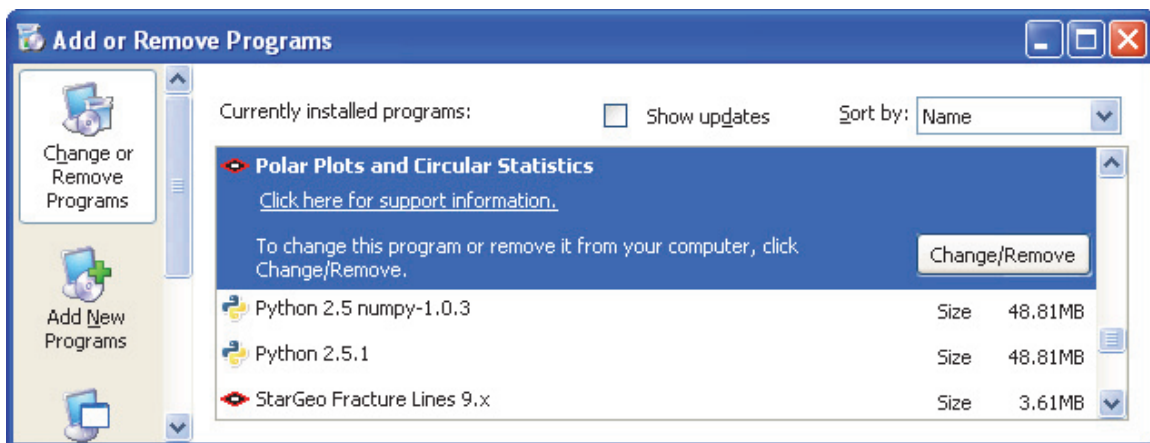 Add or Remove Programs
Change or
Remove
Programs
Add New
Programs
Currently installed programs:
Show updates
Sort by: Name
Polar Plots and Circular Statistics
Click here for support information.
To change this program or remove it from your computer, click
Change/Remove.
Change/Remove
Python 2.5 numpy-1.0.3 Size 48.81MB
Python 2.5.1 Size 48.81MB
StarGeo Fracture Lines 9.x Size 3.61MB